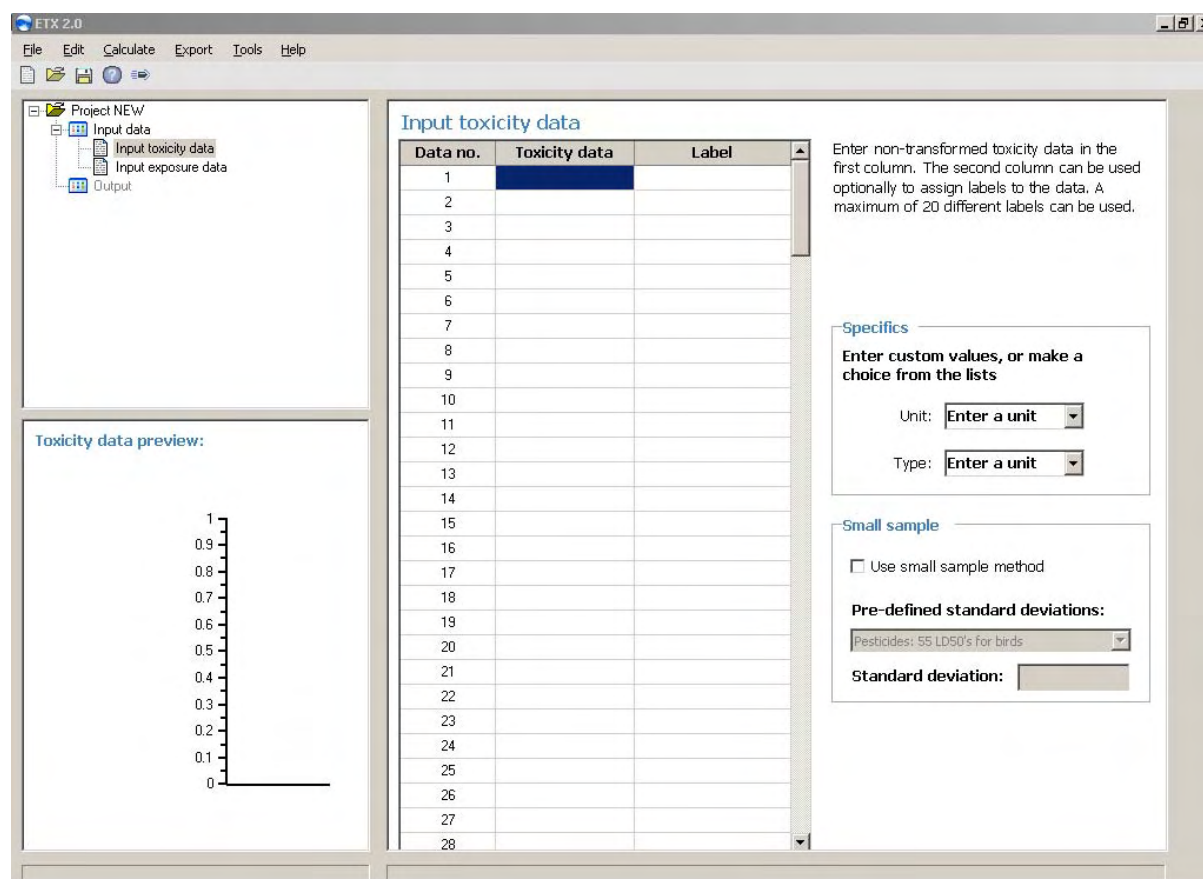 ETX 2.0
File Edit Calculate Export Tools Help
Project NEW
Input data
Input toxicity data
Input exposure data
Output
Toxicity data preview:
1
0.9
0.8
0.7
0.6
0.5
0.4
0.3
0.2
0.1
0
Input toxicity data
Data no. Toxicity data Label
1
2
3
4
5
6
7
8
9
10
11
12
13
14
15
16
17
18
19
20
21
22
23
24
25
26
27
28
Enter non-transformed toxicity data in the
first column. The second column can be used
optionally to assign labels to the data. A
maximum of 20 different labels can be used.
Specifics
Enter custom values, or make a
choice from the lists
Unit: Enter a unit
Type: Enter a unit
Small sample
Use small sample method
Pre-defined standard deviations:
Pesticides: 55 LD50's for birds
Standard deviation: